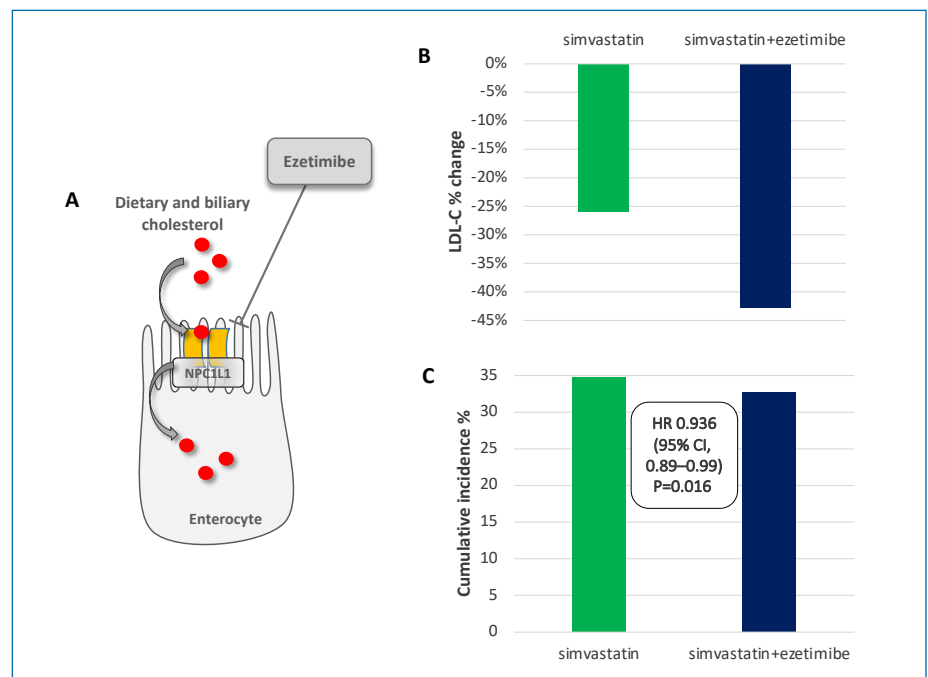 A
Ezetimibe
Dietary and biliary
cholesterol
NPC1L1
Enterocyte
B
simvastatin
simvastatin+ezetimibe
LDL-C % change
0%
-5%
-10%
-15%
-20%
-25%
-30%
-35%
-40%
-45%
C
Cumulative incidence %
35
30
25
20
15
10
5
0
HR 0.936
(95% CI,
0.89–0.99)
P=0.016
simvastatin
simvastatin+ezetimibe